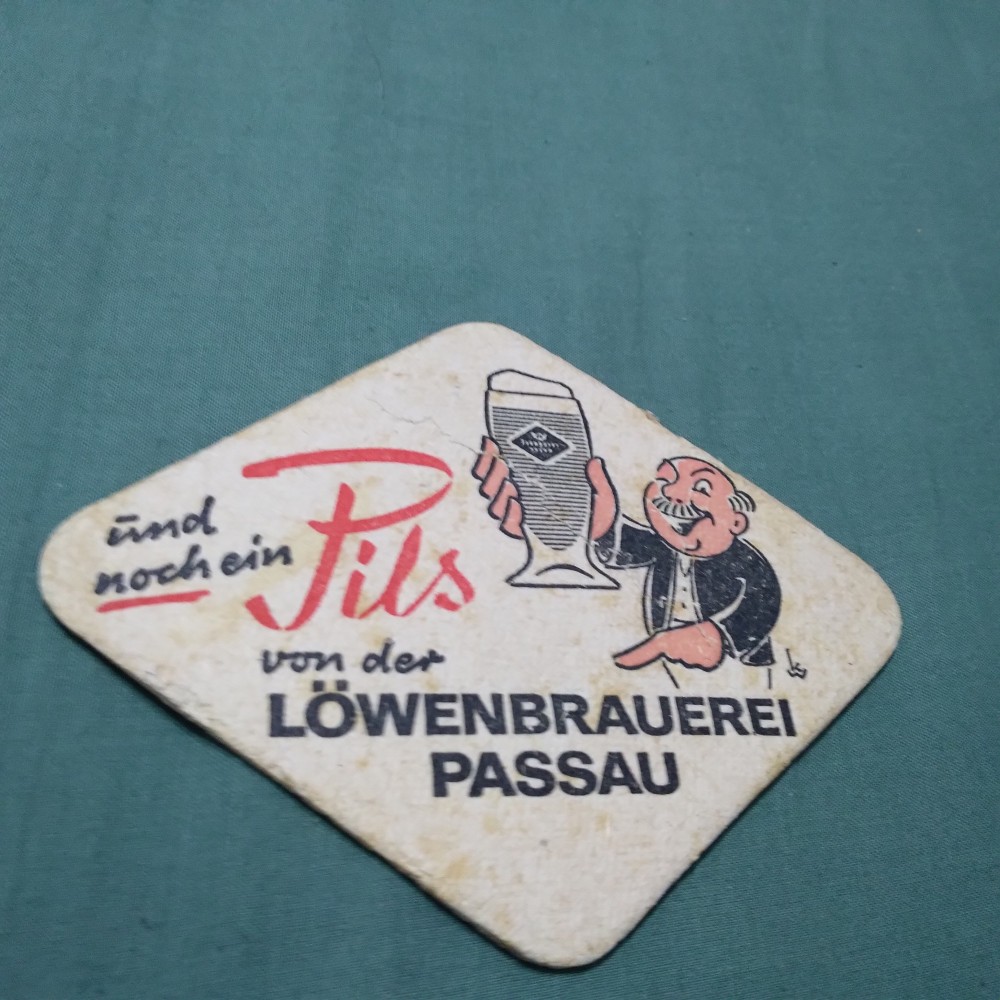 und
noch ein Pils
von der
LÖWENBRAUEREI
PASSAU